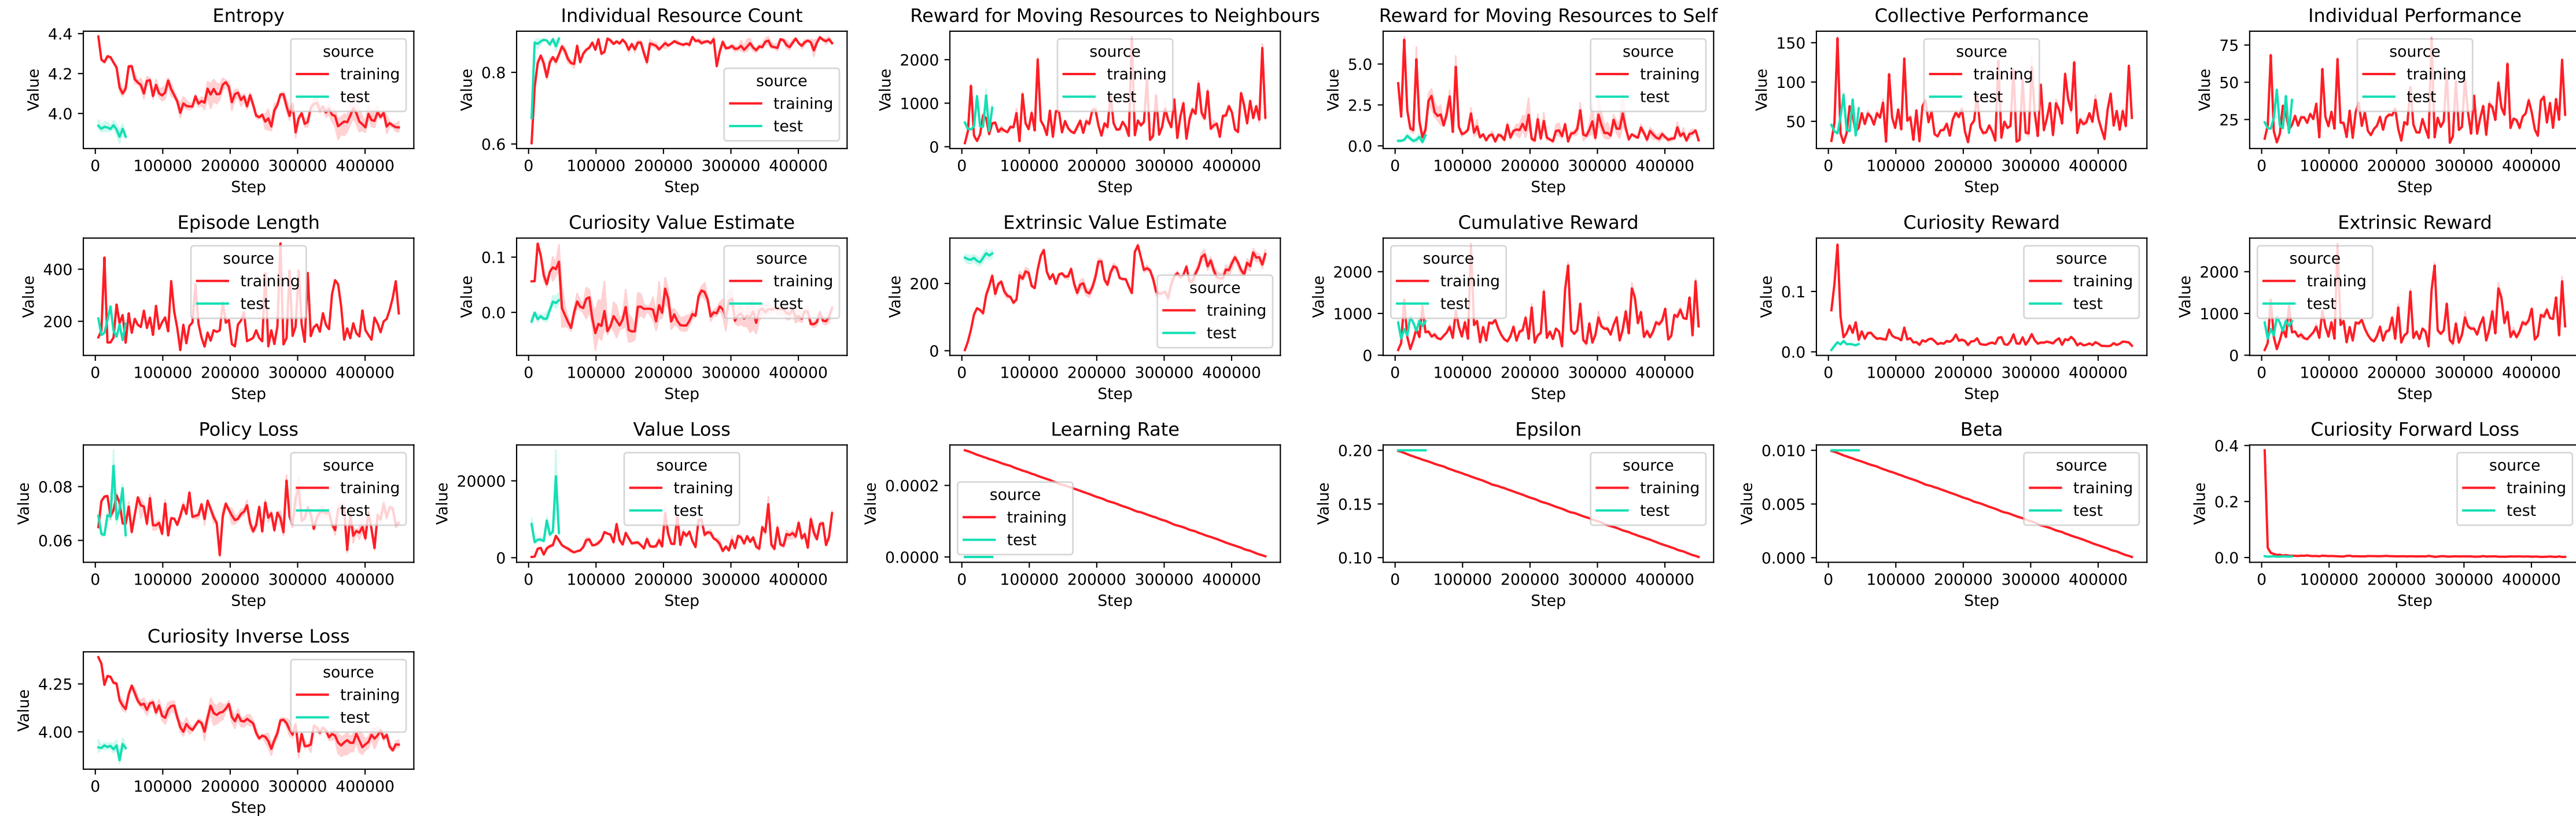 Entropy
4.4
4.2
4.0
Value
0 100000 200000 300000 400000
Step
source
training
test
Individual Resource Count
0.8
0.6
Value
0 100000 200000 300000 400000
Step
source
training
test
Reward for Moving Resources to Neighbours
2000
1000
0
Value
0 100000 200000 300000 400000
Step
source
training
test
Reward for Moving Resources to Self
5.0
2.5
0.0
Value
0 100000 200000 300000 400000
Step
source
training
test
Collective Performance
150
100
50
Value
0 100000 200000 300000 400000
Step
source
training
test
Individual Performance
75
50
25
Value
0 100000 200000 300000 400000
Step
source
training
test
Episode Length
400
200
Value
0 100000 200000 300000 400000
Step
source
training
test
Curiosity Value Estimate
0.1
0.0
Value
0 100000 200000 300000 400000
Step
source
training
test
Extrinsic Value Estimate
200
0
Value
0 100000 200000 300000 400000
Step
source
training
test
Cumulative Reward
2000
1000
0
Value
0 100000 200000 300000 400000
Step
source
training
test
Curiosity Reward
0.1
0.0
Value
0 100000 200000 300000 400000
Step
source
training
test
Extrinsic Reward
2000
1000
0
Value
0 100000 200000 300000 400000
Step
source
training
test
Policy Loss
0.08
0.06
Value
0 100000 200000 300000 400000
Step
source
training
test
Value Loss
20000
0
Value
0 100000 200000 300000 400000
Step
source
training
test
Learning Rate
0.0002
0.0000
Value
0 100000 200000 300000 400000
Step
source
training
test
Epsilon
0.20
0.15
0.10
Value
0 100000 200000 300000 400000
Step
source
training
test
Beta
0.010
0.005
0.000
Value
0 100000 200000 300000 400000
Step
source
training
test
Curiosity Forward Loss
0.4
0.2
0.0
Value
0 100000 200000 300000 400000
Step
source
training
test
Curiosity Inverse Loss
4.25
4.00
Value
0 100000 200000 300000 400000
Step
source
training
test